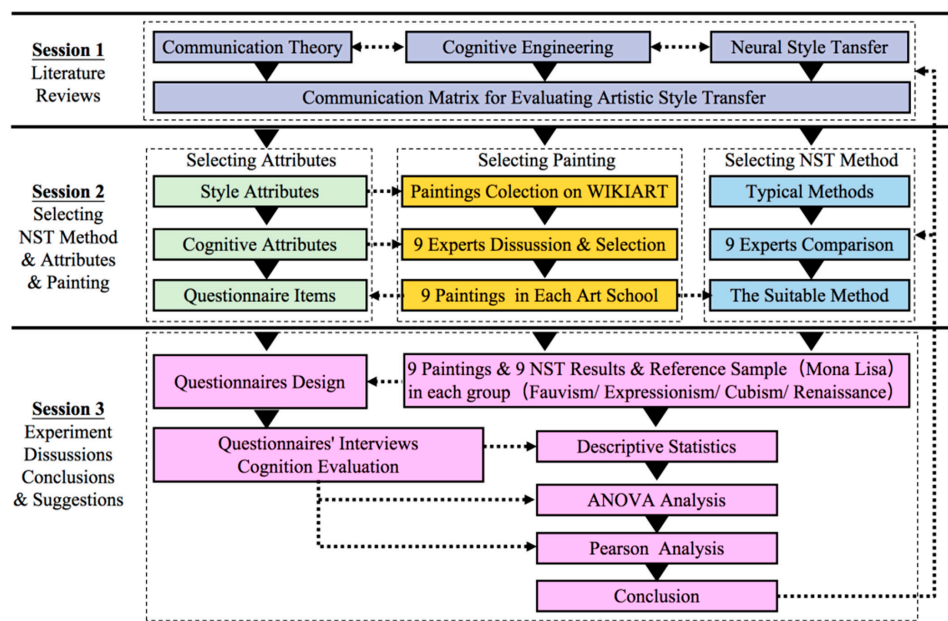 Session 1
Literature
Reviews
Communication Theory
Cognitive Engineering
Neural Style Tansfer
Communication Matrix for Evaluating Artistic Style Transfer
Session 2
Selecting
NST Method
& Attributes
& Painting
Selecting Attributes
Style Attributes
Cognitive Attributes
Questionnaire Items
Selecting Painting
Paintings Colection on WIKIART
9 Experts Dissussion & Selection
9 Paintings in Each Art School
Selecting NST Method
Typical Methods
9 Experts Comparison
The Suitable Method
Session 3
Experiment
Dissussions
Conclusions
& Suggestions
Questionnaires Design
9 Paintings & 9 NST Results & Reference Sample（Mona Lisa）
in each group（Fauvism/ Expressionism/ Cubism/ Renaissance）
Questionnaires' Interviews
Cognition Evaluation
Descriptive Statistics
ANOVA Analysis
Pearson Analysis
Conclusion